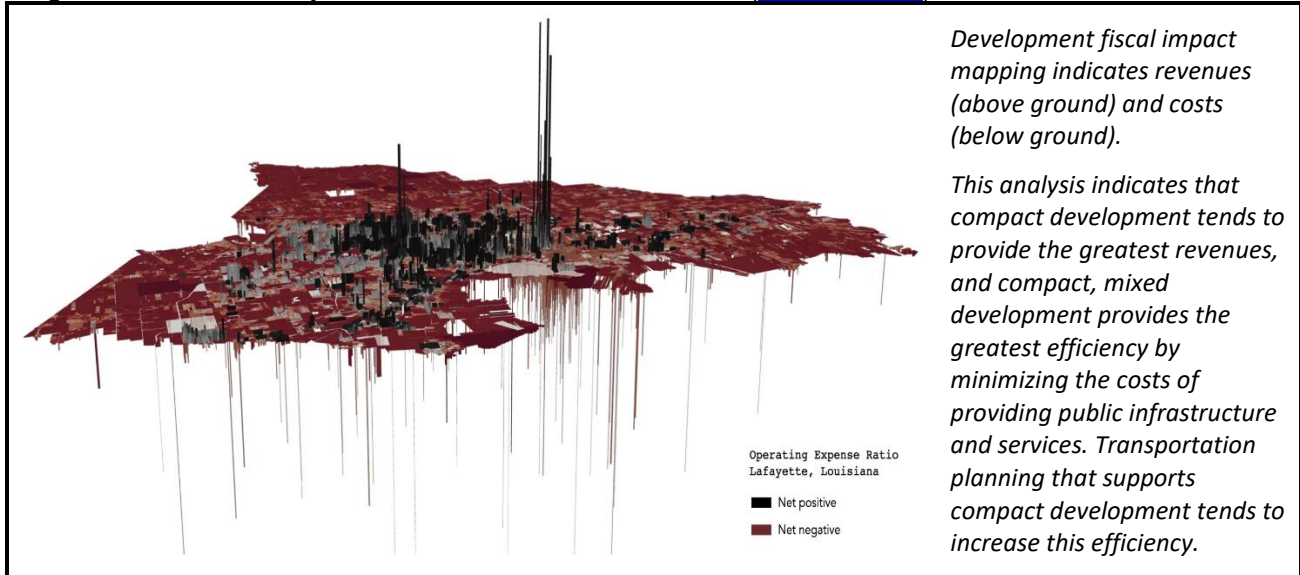 Development fiscal impact
mapping indicates revenues
(above ground) and costs
(below ground).
This analysis indicates that
compact development tends to
provide the greatest revenues,
and compact, mixed
development provides the
greatest efficiency by
minimizing the costs of
providing public infrastructure
and services. Transportation
planning that supports
compact development tends to
increase this efficiency.
Operating Expense Ratio
Lafayette, Louisiana
Net positive
Net negative